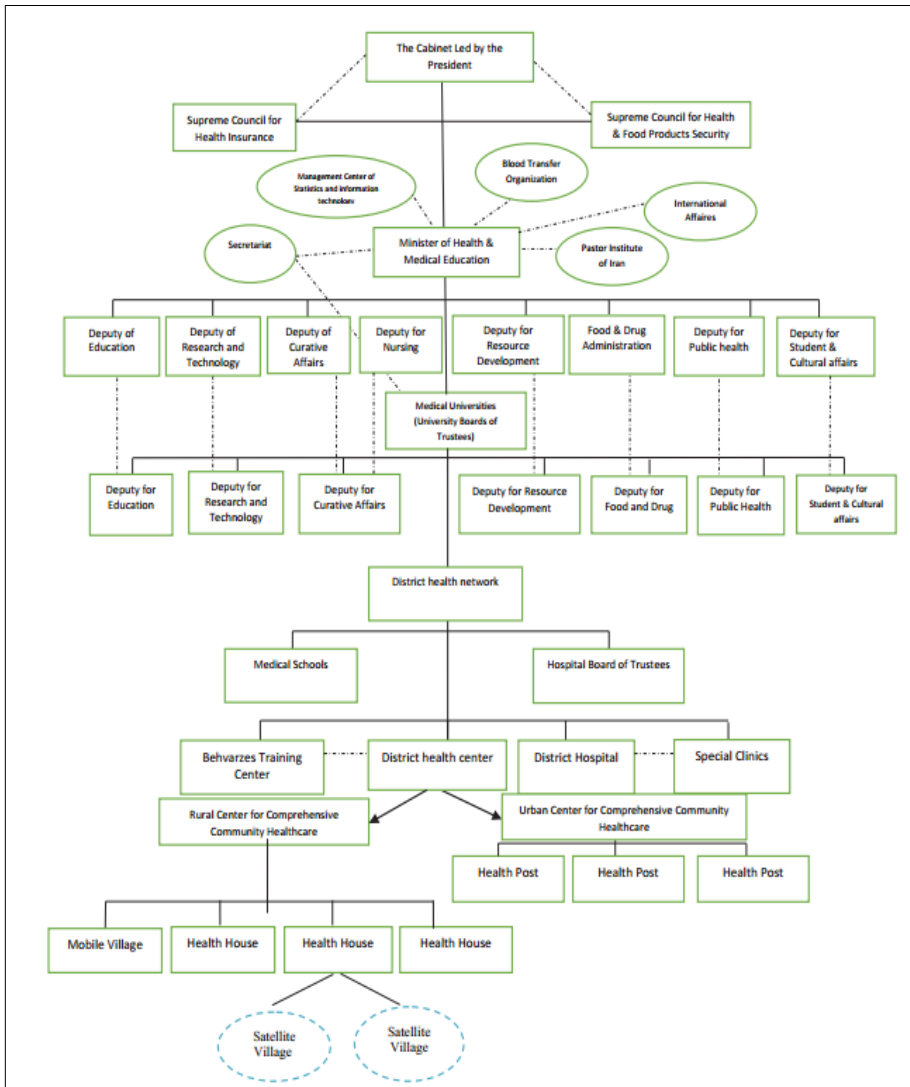 The Cabinet Led by the
President
Supreme Council for
Health Insurance
Supreme Council for Health
& Food Products Security
Management Center of
Statistics and information
technology
Blood Transfer
Organization
International
Affaires
Secretariat
Minister of Health &
Medical Education
Pastor Institute
of Iran
Deputy of
Education
Deputy of
Research and
Technology
Deputy of
Curative
Affairs
Deputy for
Nursing
Deputy for
Resource
Development
Food & Drug
Administration
Deputy for
Public health
Deputy for
Student &
Cultural affairs
Medical Universities
(University Boards of
Trustees)
Deputy for
Education
Deputy for
Research and
Technology
Deputy for
Curative Affairs
Deputy for Resource
Development
Deputy for
Food and Drug
Deputy for
Public Health
Deputy for
Student & Cultural
affairs
District health network
Medical Schools
Hospital Board of Trustees
Behvarzes Training
Center
District health center
District Hospital
Special Clinics
Rural Center for Comprehensive
Community Healthcare
Urban Center for Comprehensive Community
Healthcare
Health Post
Health Post
Health Post
Mobile Village
Health House
Health House
Health House
Satellite
Village
Satellite
Village